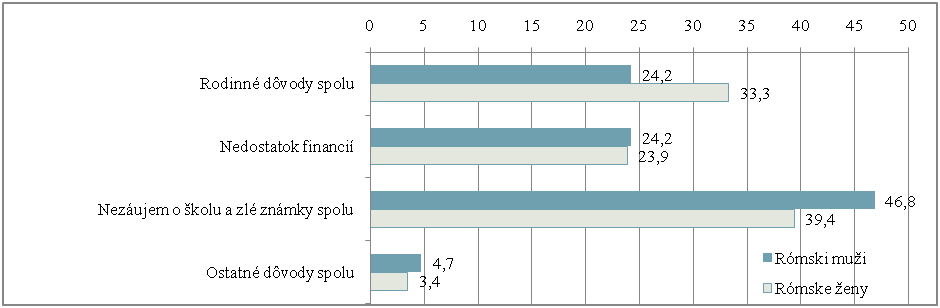 0 5 10 15 20 25 30 35 40 45 50
Rodinné dôvody spolu
24,2
33,3
Nedostatok financií
24,2
23,9
Nezáujem o školu a zlé známky spolu
46,8
39,4
Ostatné dôvody spolu
4,7
3,4
Rómski muži
Rómske ženy